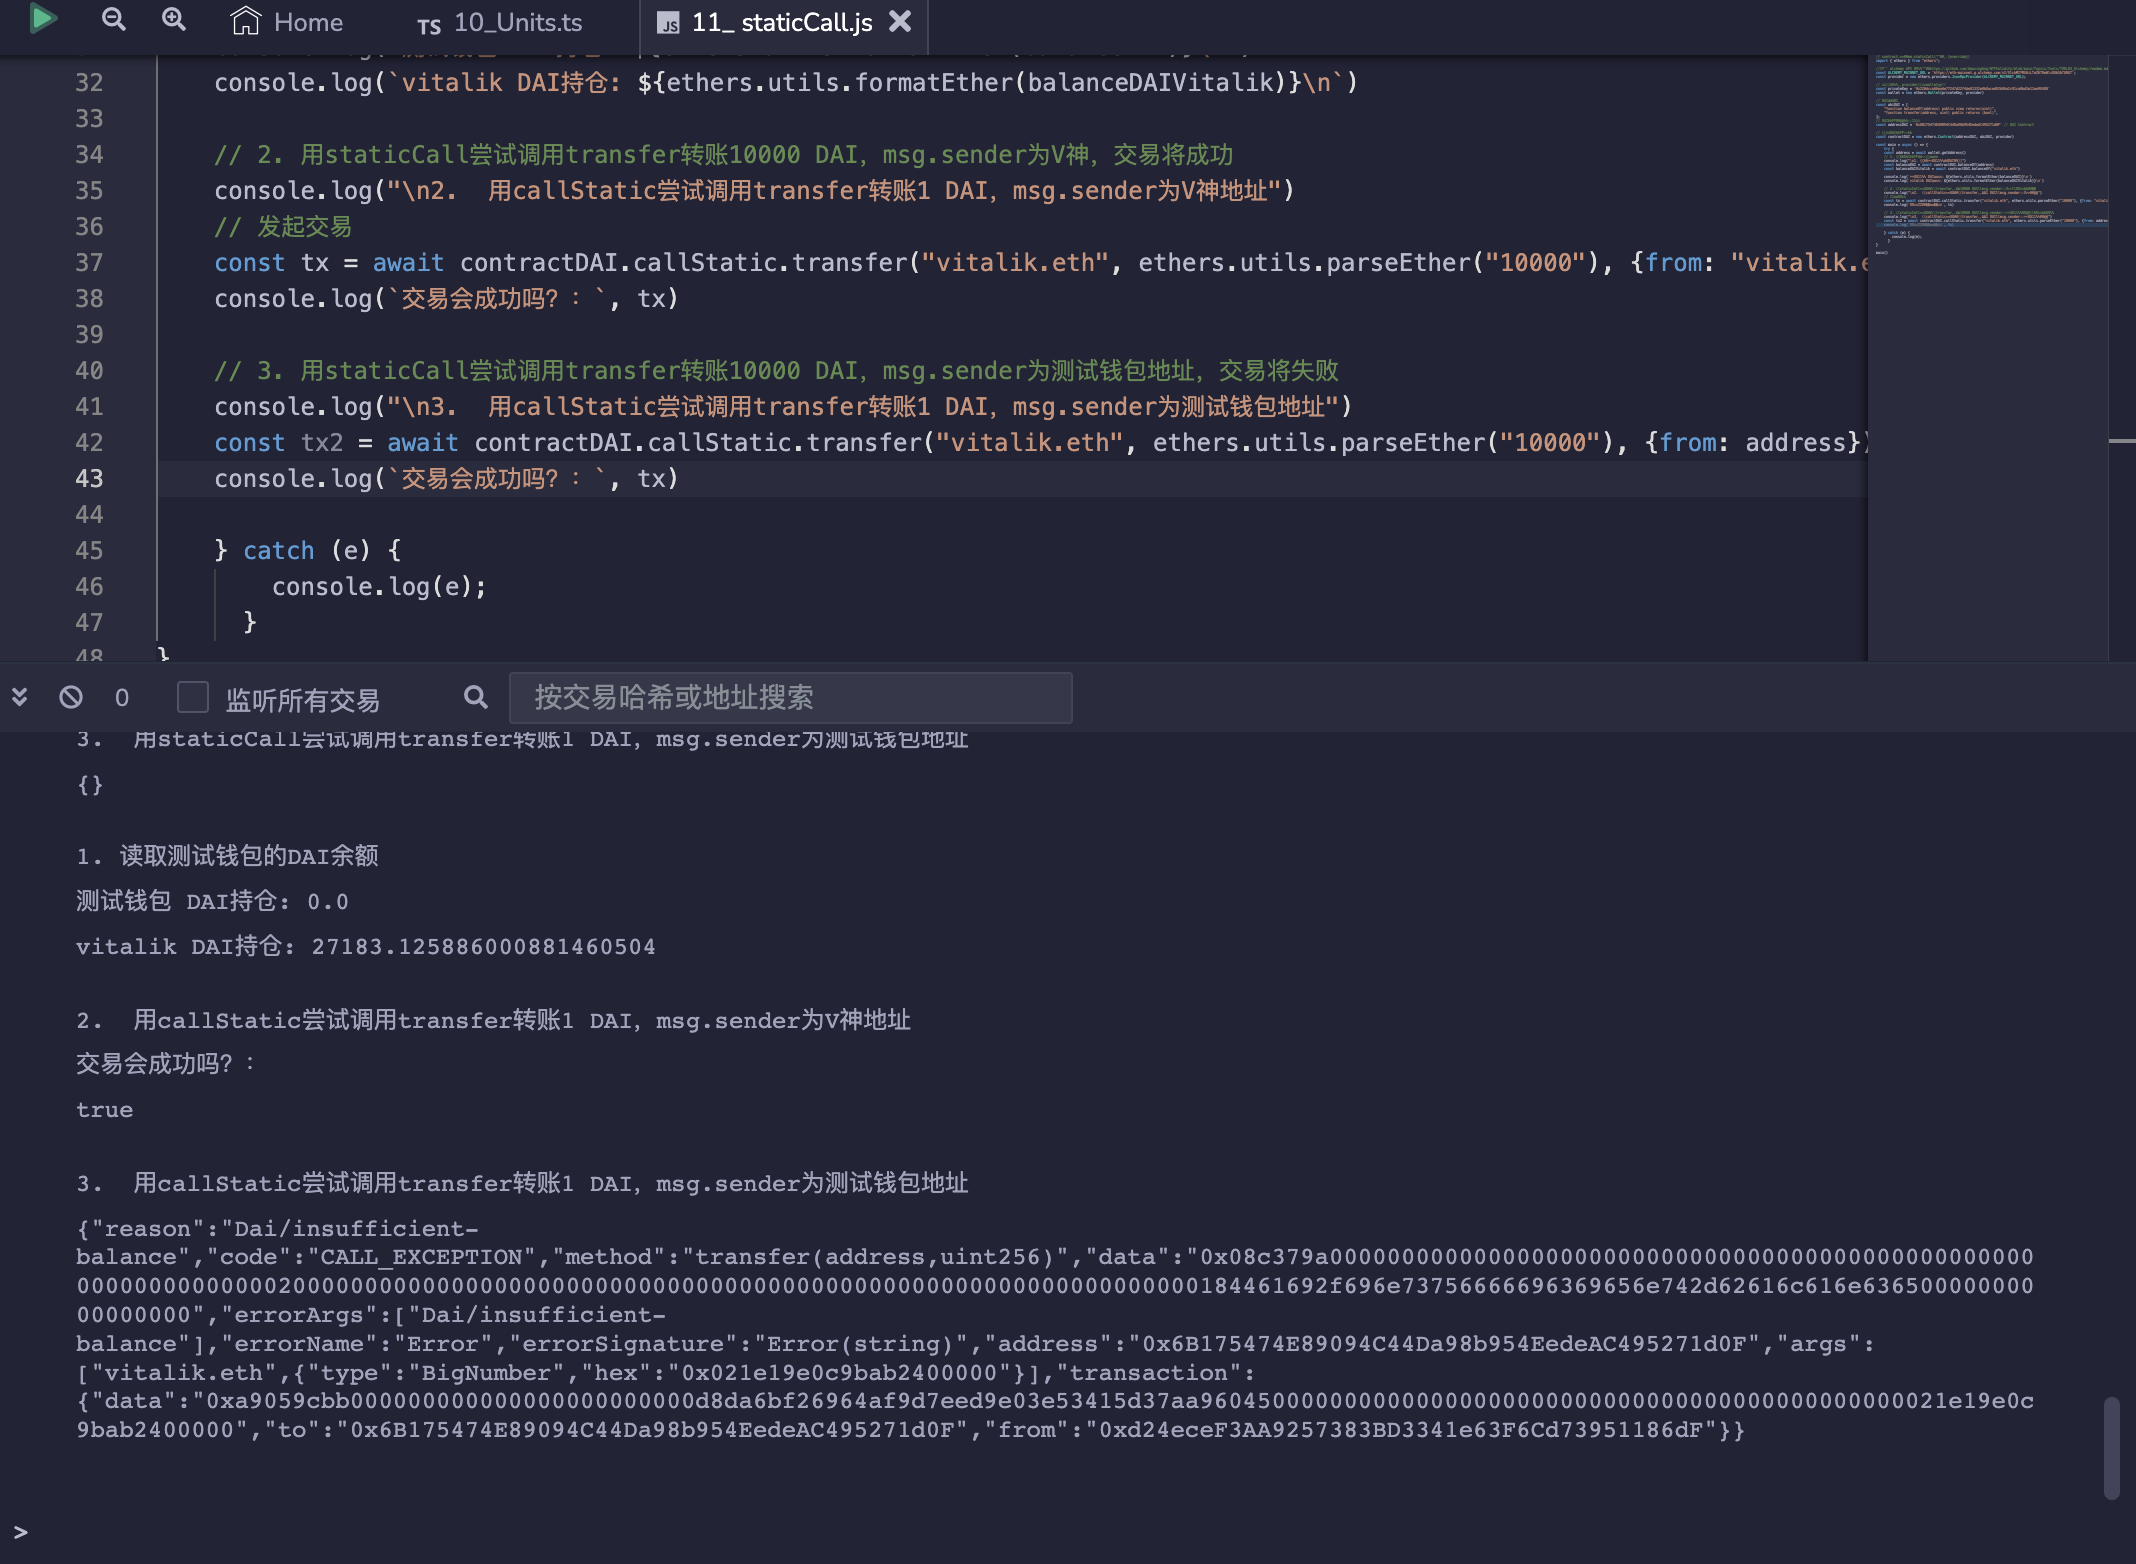 Home
TS 10_Units.ts
JS 11_ staticCall.js
32 console.log(`vitalik DAI持仓: ${ethers.utils.formatEther(balanceDAIVitalik)}\n`)
33
34 // 2. 用staticCall尝试调用transfer转账10000 DAI，msg.sender为V神，交易将成功
35 console.log("\n2.  用callStatic尝试调用transfer转账1 DAI，msg.sender为V神地址")
36 // 发起交易
37 const tx = await contractDAI.callStatic.transfer("vitalik.eth", ethers.utils.parseEther("10000"), {from: "vitalik.e
38 console.log(`交易会成功吗？：`, tx)
39
40 // 3. 用staticCall尝试调用transfer转账10000 DAI，msg.sender为测试钱包地址，交易将失败
41 console.log("\n3.  用callStatic尝试调用transfer转账1 DAI，msg.sender为测试钱包地址")
42 const tx2 = await contractDAI.callStatic.transfer("vitalik.eth", ethers.utils.parseEther("10000"), {from: address})
43 console.log(`交易会成功吗？：`, tx)
44
45 } catch (e) {
46 console.log(e);
47 }
48 }
0 监听所有交易 按交易哈希或地址搜索
3.  用staticCall尝试调用transfer转账1 DAI，msg.sender为测试钱包地址
{}
1. 读取测试钱包的DAI余额
测试钱包 DAI持仓: 0.0
vitalik DAI持仓: 27183.125886000881460504
2.  用callStatic尝试调用transfer转账1 DAI，msg.sender为V神地址
交易会成功吗？：
true
3.  用callStatic尝试调用transfer转账1 DAI，msg.sender为测试钱包地址
{"reason":"Dai/insufficient-
balance","code":"CALL_EXCEPTION","method":"transfer(address,uint256)","data":"0x08c379a0000000000000000000000000000000000000000000000000
00000000000000200000000000000000000000000000000000000000000000000000000000000184461692f696e73756666696369656e742d62616c616e636500000000
00000000","errorArgs":["Dai/insufficient-
balance"],"errorName":"Error","errorSignature":"Error(string)","address":"0x6B175474E89094C44Da98b954EedeAC495271d0F","args":
["vitalik.eth",{"type":"BigNumber","hex":"0x021e19e0c9bab2400000"}],"transaction":
{"data":"0xa9059cbb000000000000000000000000d8da6bf26964af9d7eed9e03e53415d37aa96045000000000000000000000000000000000000000000000021e19e0c
9bab2400000","to":"0x6B175474E89094C44Da98b954EedeAC495271d0F","from":"0xd24eceF3AA9257383BD3341e63F6Cd73951186dF"}}
>